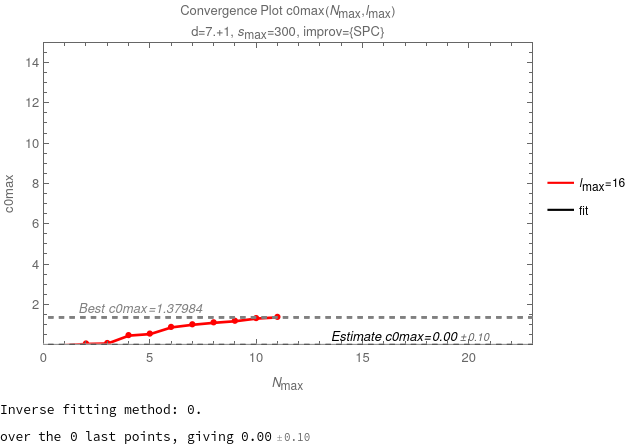 Convergence Plot c0max(Nmax,lmax)
d=7.+1, smax=300, improv={SPC}
14
12
10
8
6
4
2
c0max
lmax=16
fit
Best c0max=1.37984
Estimate c0max=0.00 ±0.10
0 5 10 15 20
Nmax
Inverse fitting method: 0.
over the 0 last points, giving 0.00 ±0.10